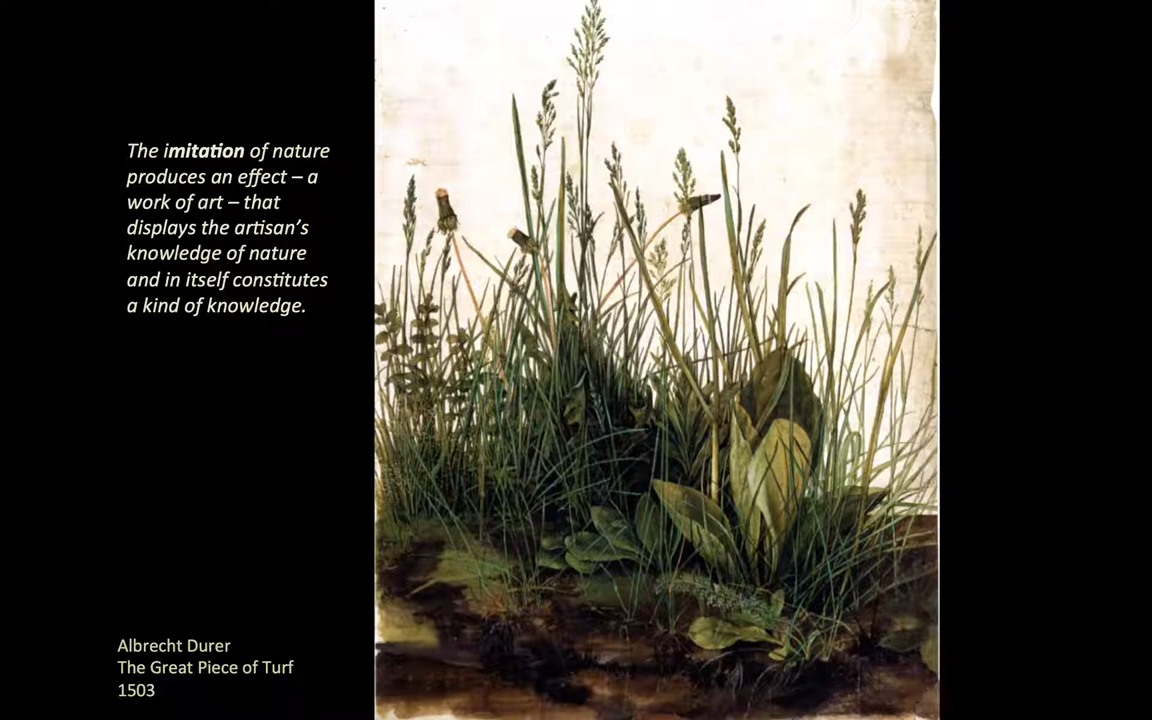 The imitation of nature
produces an effect – a
work of art – that
displays the artisan’s
knowledge of nature
and in itself constitutes
a kind of knowledge.
Albrecht Durer
The Great Piece of Turf
1503